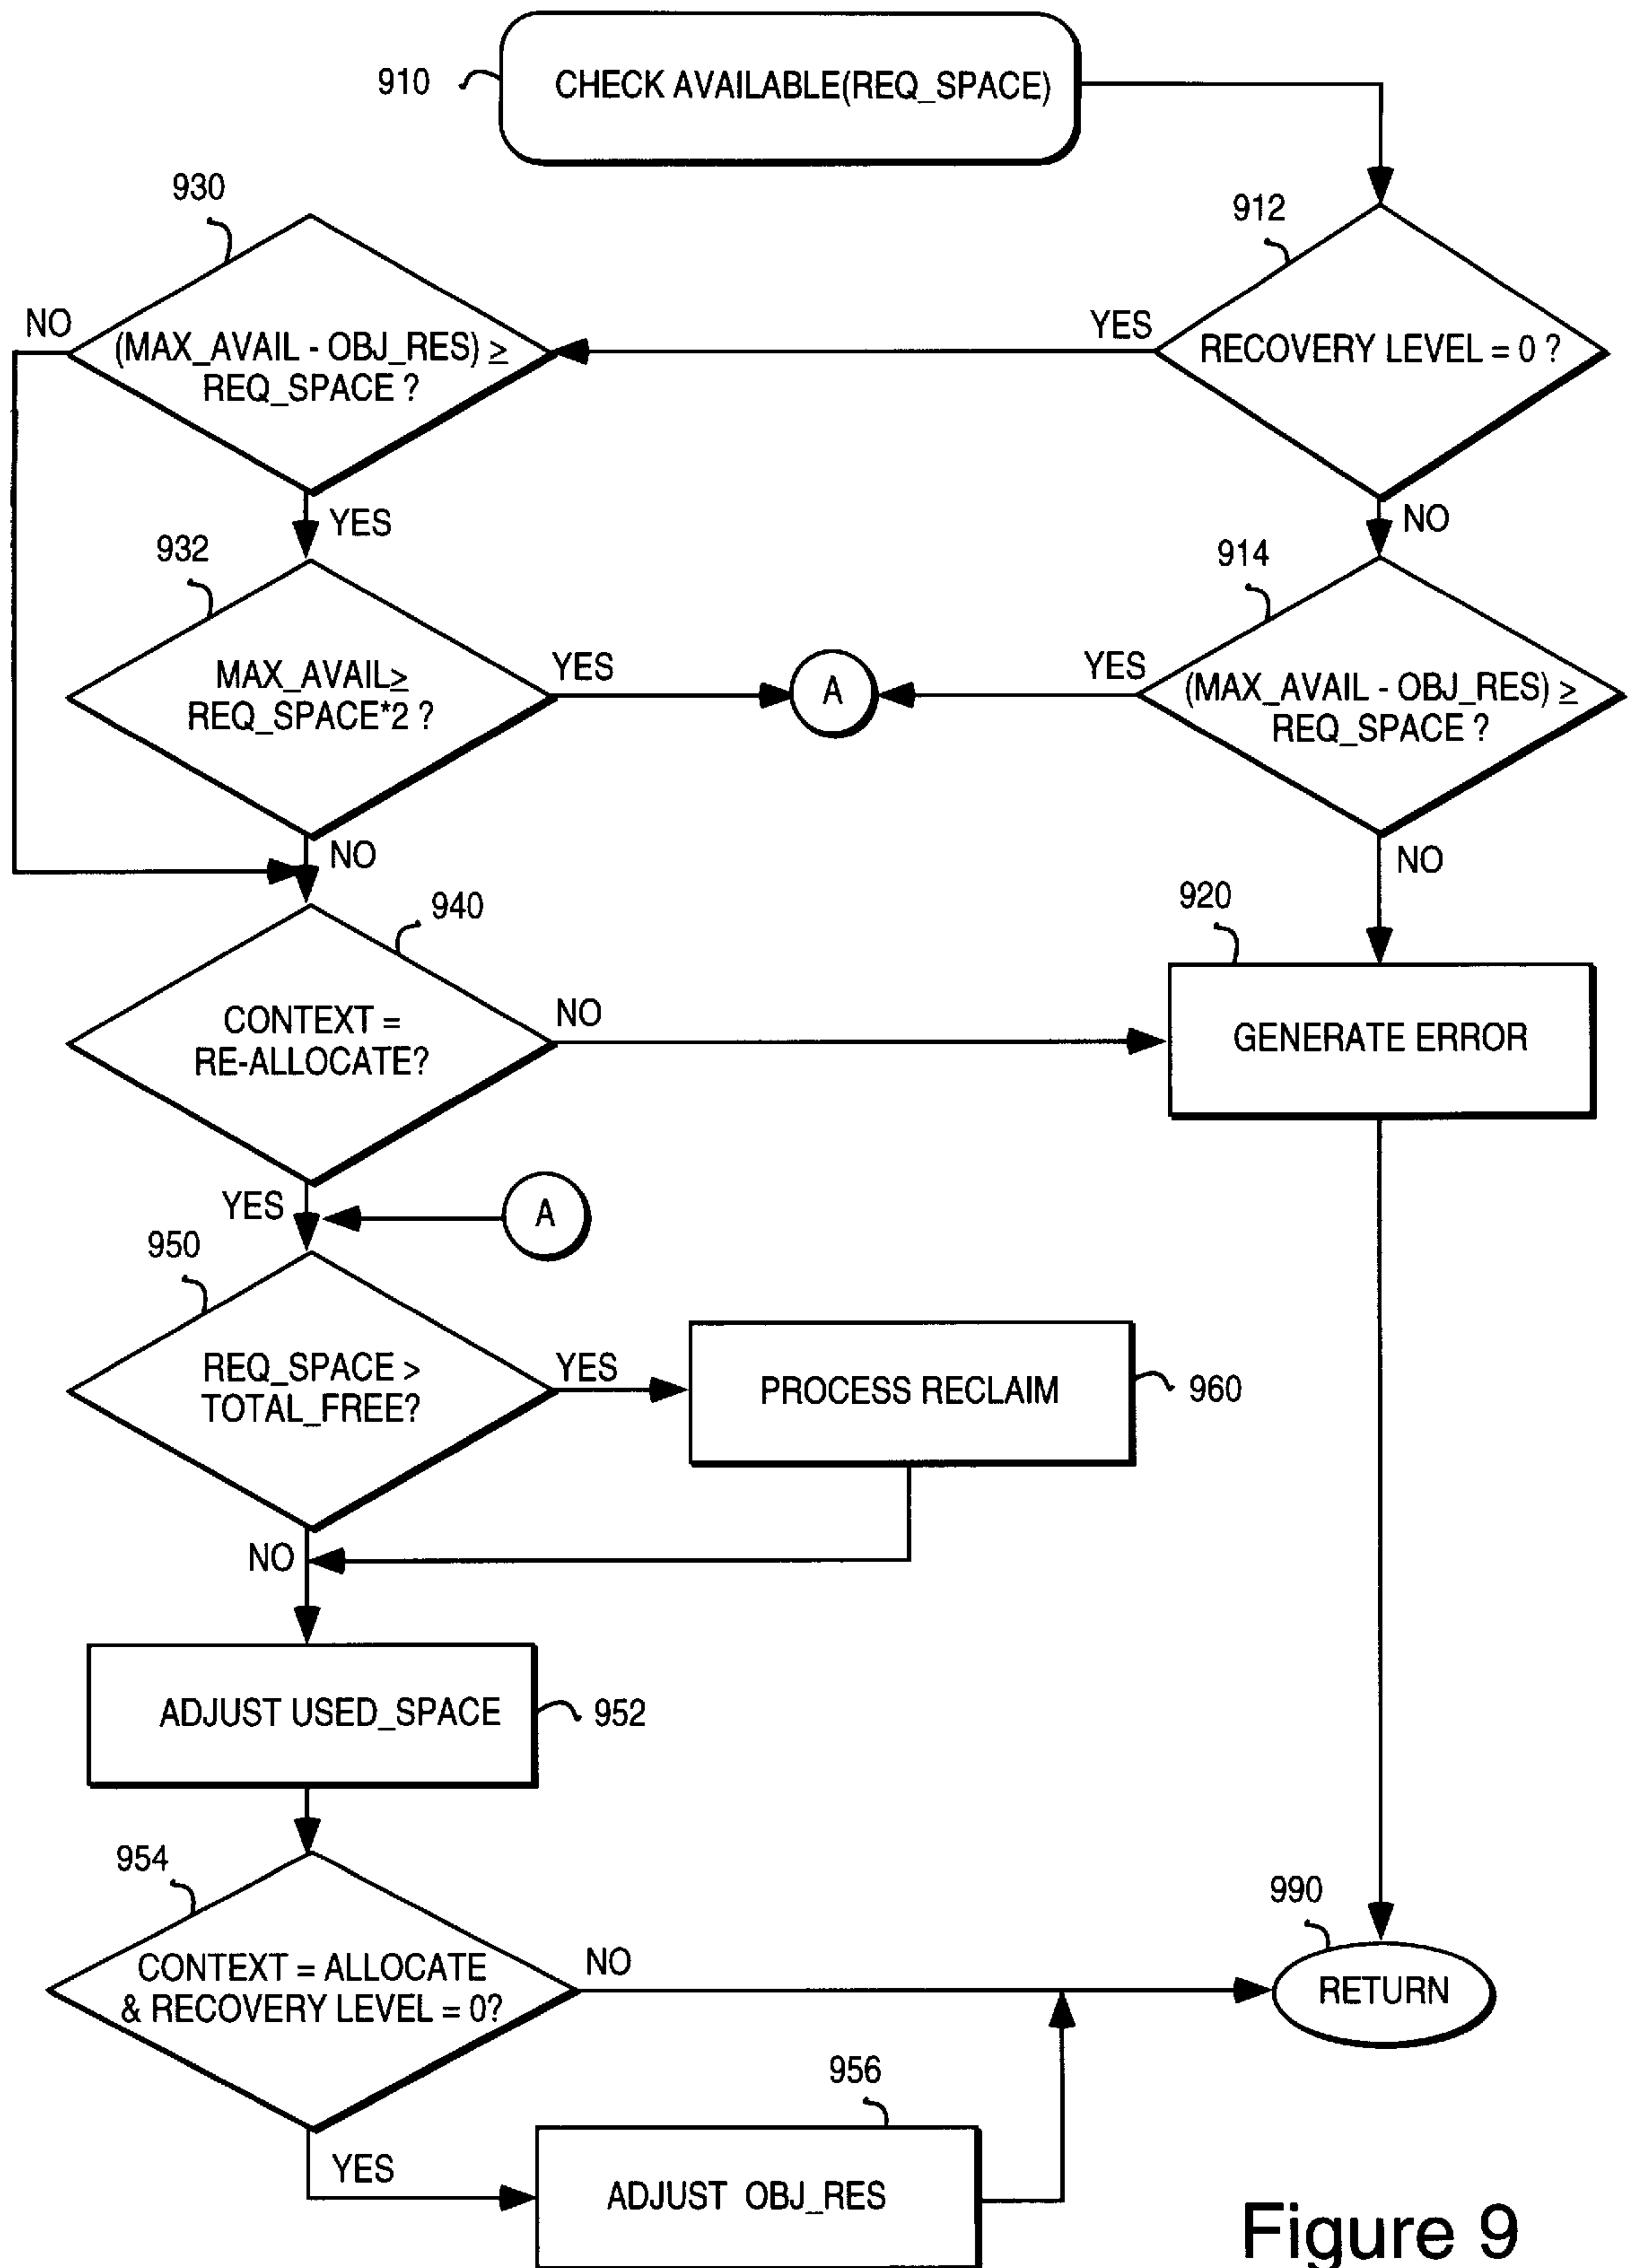 910
CHECK AVAILABLE(REQ_SPACE)
930
912
NO
(MAX_AVAIL - OBJ_RES) ≥
REQ_SPACE ?
YES
RECOVERY LEVEL = 0 ?
YES
NO
932
914
MAX_AVAIL≥
REQ_SPACE*2 ?
YES
A
YES
(MAX_AVAIL - OBJ_RES) ≥
REQ_SPACE ?
NO
NO
940
920
CONTEXT =
RE-ALLOCATE?
NO
GENERATE ERROR
YES
A
950
REQ_SPACE >
TOTAL_FREE?
YES
PROCESS RECLAIM
960
NO
ADJUST USED_SPACE
952
954
990
CONTEXT = ALLOCATE
& RECOVERY LEVEL = 0?
NO
RETURN
956
YES
ADJUST OBJ_RES
Figure 9